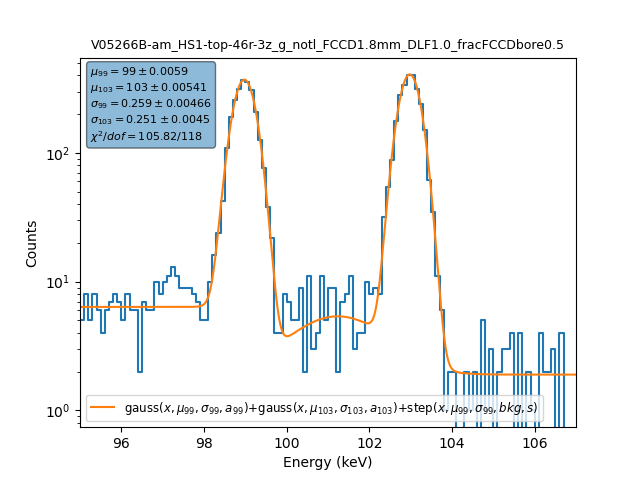 V05266B-am_HS1-top-46r-3z_g_notl_FCCD1.8mm_DLF1.0_fracFCCDbore0.5
μ₉₉ = 99 ± 0.0059
μ₁₀₃ = 103 ± 0.00541
σ₉₉ = 0.259 ± 0.00466
σ₁₀₃ = 0.251 ± 0.0045
χ²/dof = 105.82/118
10²
10¹
10⁰
Counts
gauss(x, μ₉₉, σ₉₉, a₉₉)+gauss(x, μ₁₀₃, σ₁₀₃, a₁₀₃)+step(x, μ₉₉, σ₉₉, bkg, s)
96 98 100 102 104 106
Energy (keV)